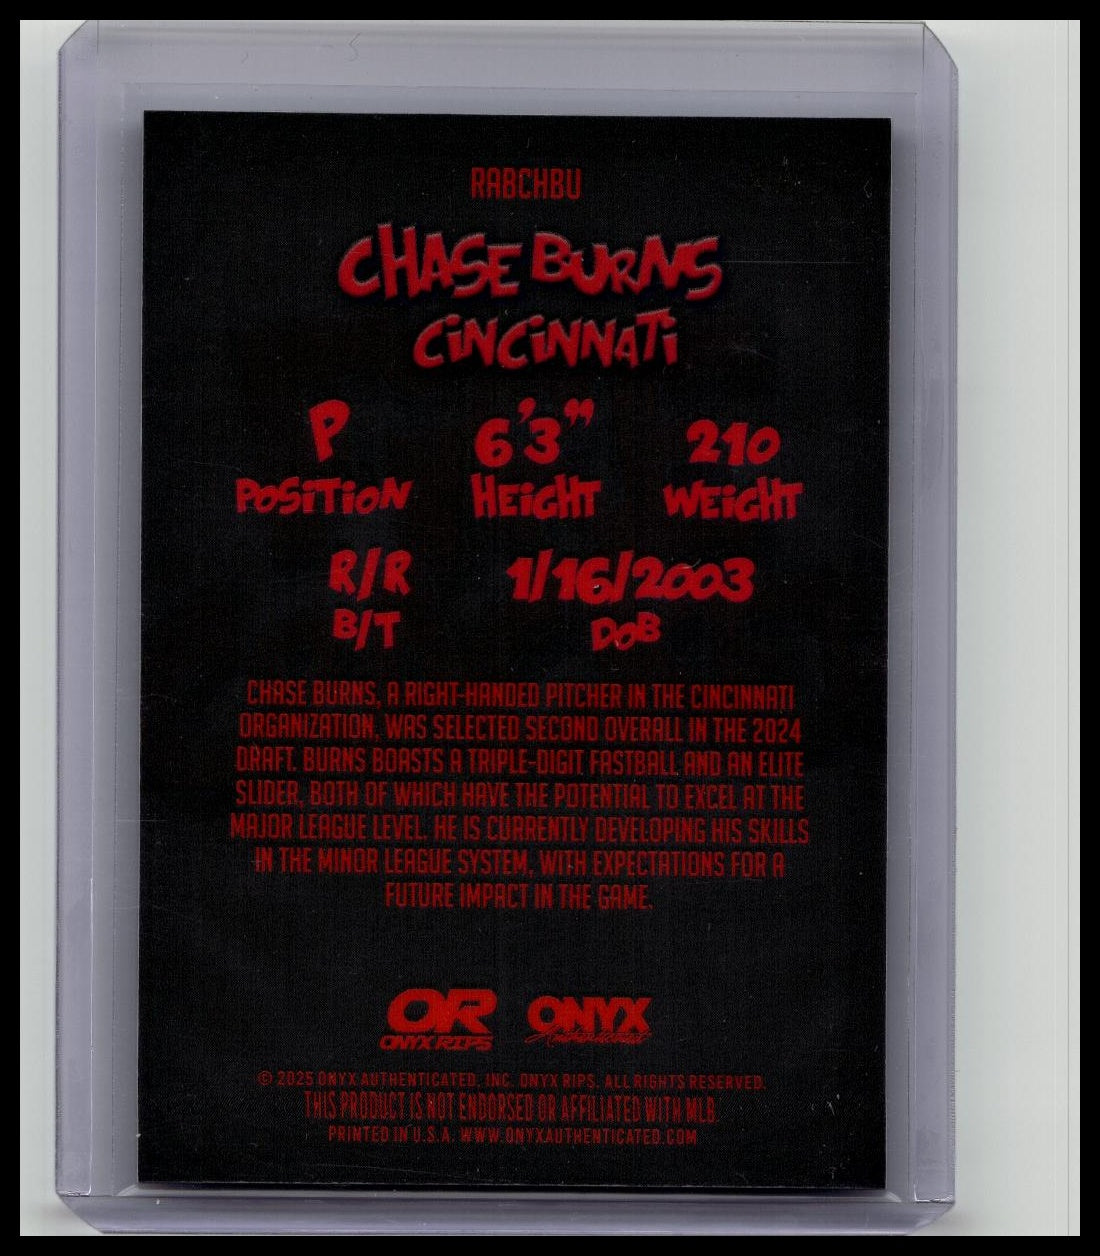 RABCHBU
CHASE BURNS
CiNCiNNATi
P 6'3" 210
POSiTiON HEiGHT WEiGHT
R/R 1/16/2003
B/T DOB
CHASE BURNS, A RIGHT-HANDED PITCHER IN THE CINCINNATI
ORGANIZATION, WAS SELECTED SECOND OVERALL IN THE 2024
DRAFT. BURNS BOASTS A TRIPLE-DIGIT FASTBALL AND AN ELITE
SLIDER, BOTH OF WHICH HAVE THE POTENTIAL TO EXCEL AT THE
MAJOR LEAGUE LEVEL. HE IS CURRENTLY DEVELOPING HIS SKILLS
IN THE MINOR LEAGUE SYSTEM, WITH EXPECTATIONS FOR A
FUTURE IMPACT IN THE GAME.
OR ONYX
ONYX RIPS Authenticated
© 2025 ONYX AUTHENTICATED, INC. ONYX RIPS. ALL RIGHTS RESERVED.
THIS PRODUCT IS NOT ENDORSED OR AFFILIATED WITH MLB.
PRINTED IN U.S.A. WWW.ONYXAUTHENTICATED.COM